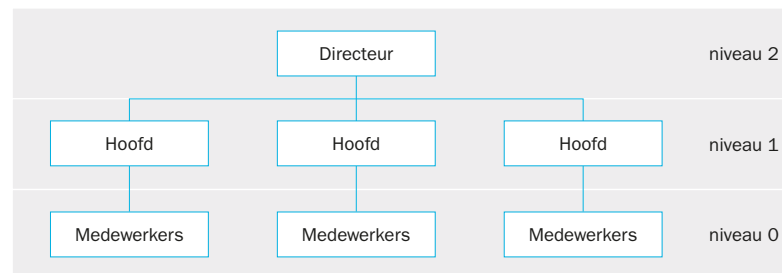 Directeur
niveau 2
Hoofd
Hoofd
Hoofd
niveau 1
Medewerkers
Medewerkers
Medewerkers
niveau 0